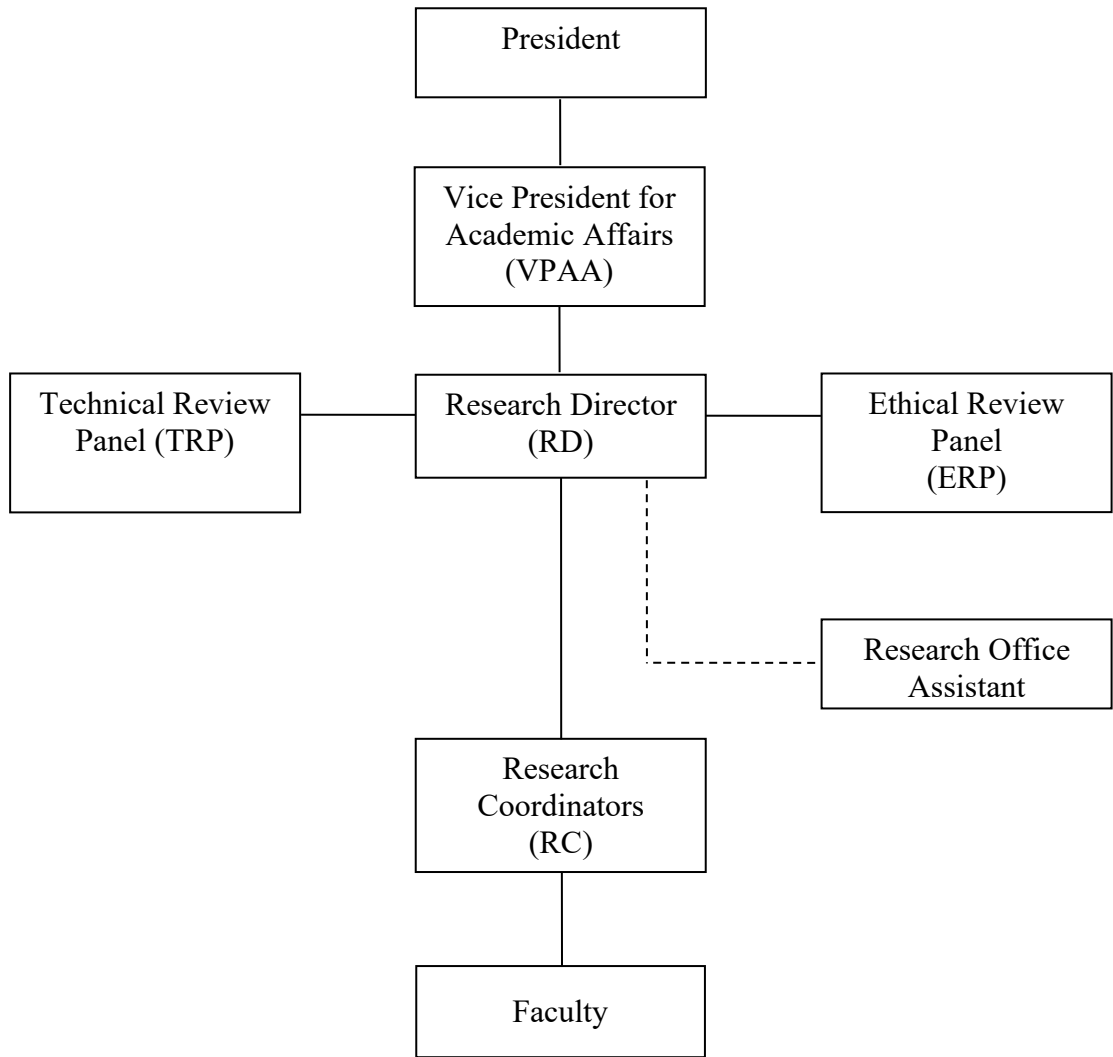 President
Vice President for
Academic Affairs
(VPAA)
Technical Review
Panel (TRP)
Research Director
(RD)
Ethical Review
Panel
(ERP)
Research Office
Assistant
Research
Coordinators
(RC)
Faculty